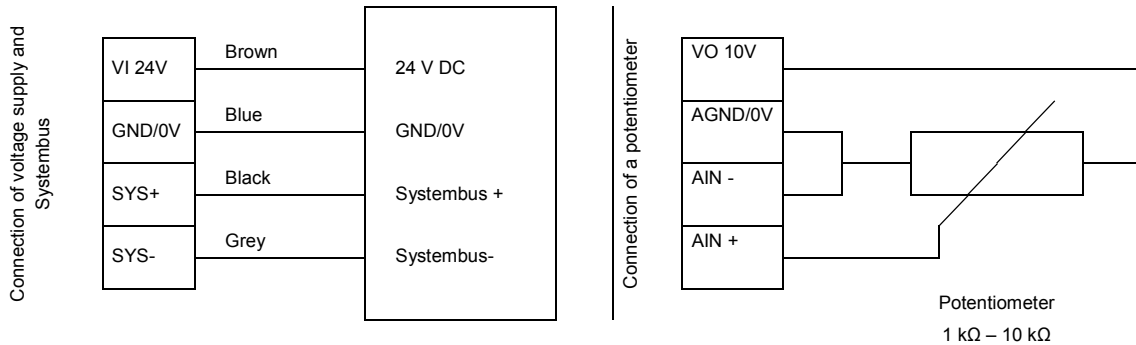 Connection of voltage supply and
Systembus
VI 24V
Brown
24 V DC
GND/0V
Blue
GND/0V
SYS+
Black
Systembus +
SYS-
Grey
Systembus-
Connection of a potentiometer
VO 10V
AGND/0V
AIN -
AIN +
Potentiometer
1 kΩ – 10 kΩ